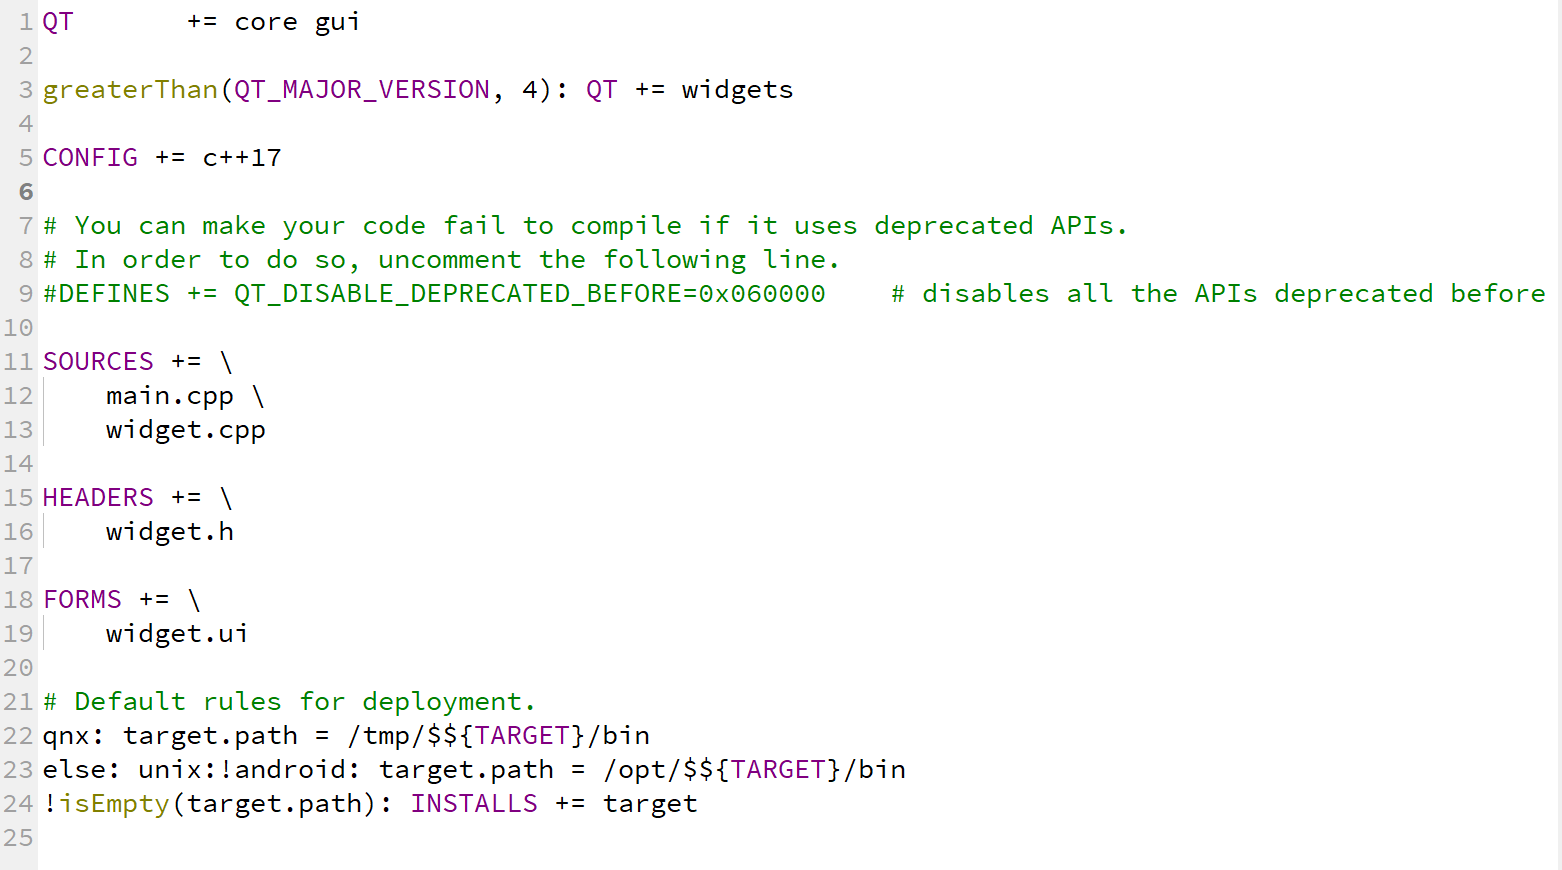 1 QT       += core gui
2
3 greaterThan(QT_MAJOR_VERSION, 4): QT += widgets
4
5 CONFIG += c++17
6
7 # You can make your code fail to compile if it uses deprecated APIs.
8 # In order to do so, uncomment the following line.
9 #DEFINES += QT_DISABLE_DEPRECATED_BEFORE=0x060000    # disables all the APIs deprecated before
10
11 SOURCES += \
12     main.cpp \
13     widget.cpp
14
15 HEADERS += \
16     widget.h
17
18 FORMS += \
19     widget.ui
20
21 # Default rules for deployment.
22 qnx: target.path = /tmp/$${TARGET}/bin
23 else: unix:!android: target.path = /opt/$${TARGET}/bin
24 !isEmpty(target.path): INSTALLS += target
25